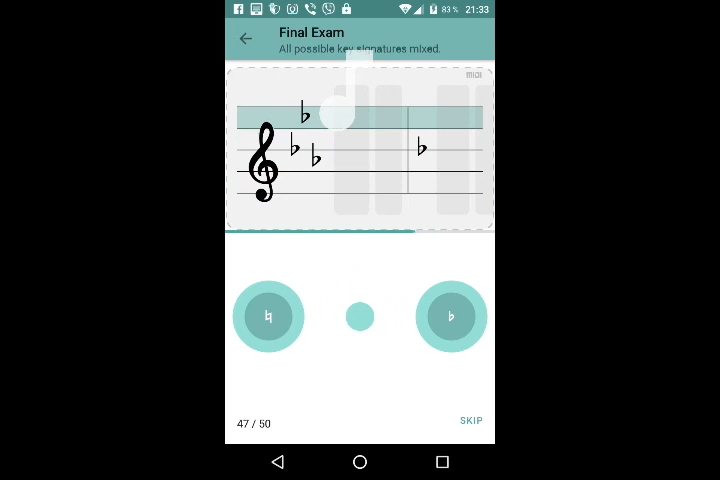 83 % 21:33
Final Exam
All possible key signatures mixed.
midi
47 / 50
SKIP